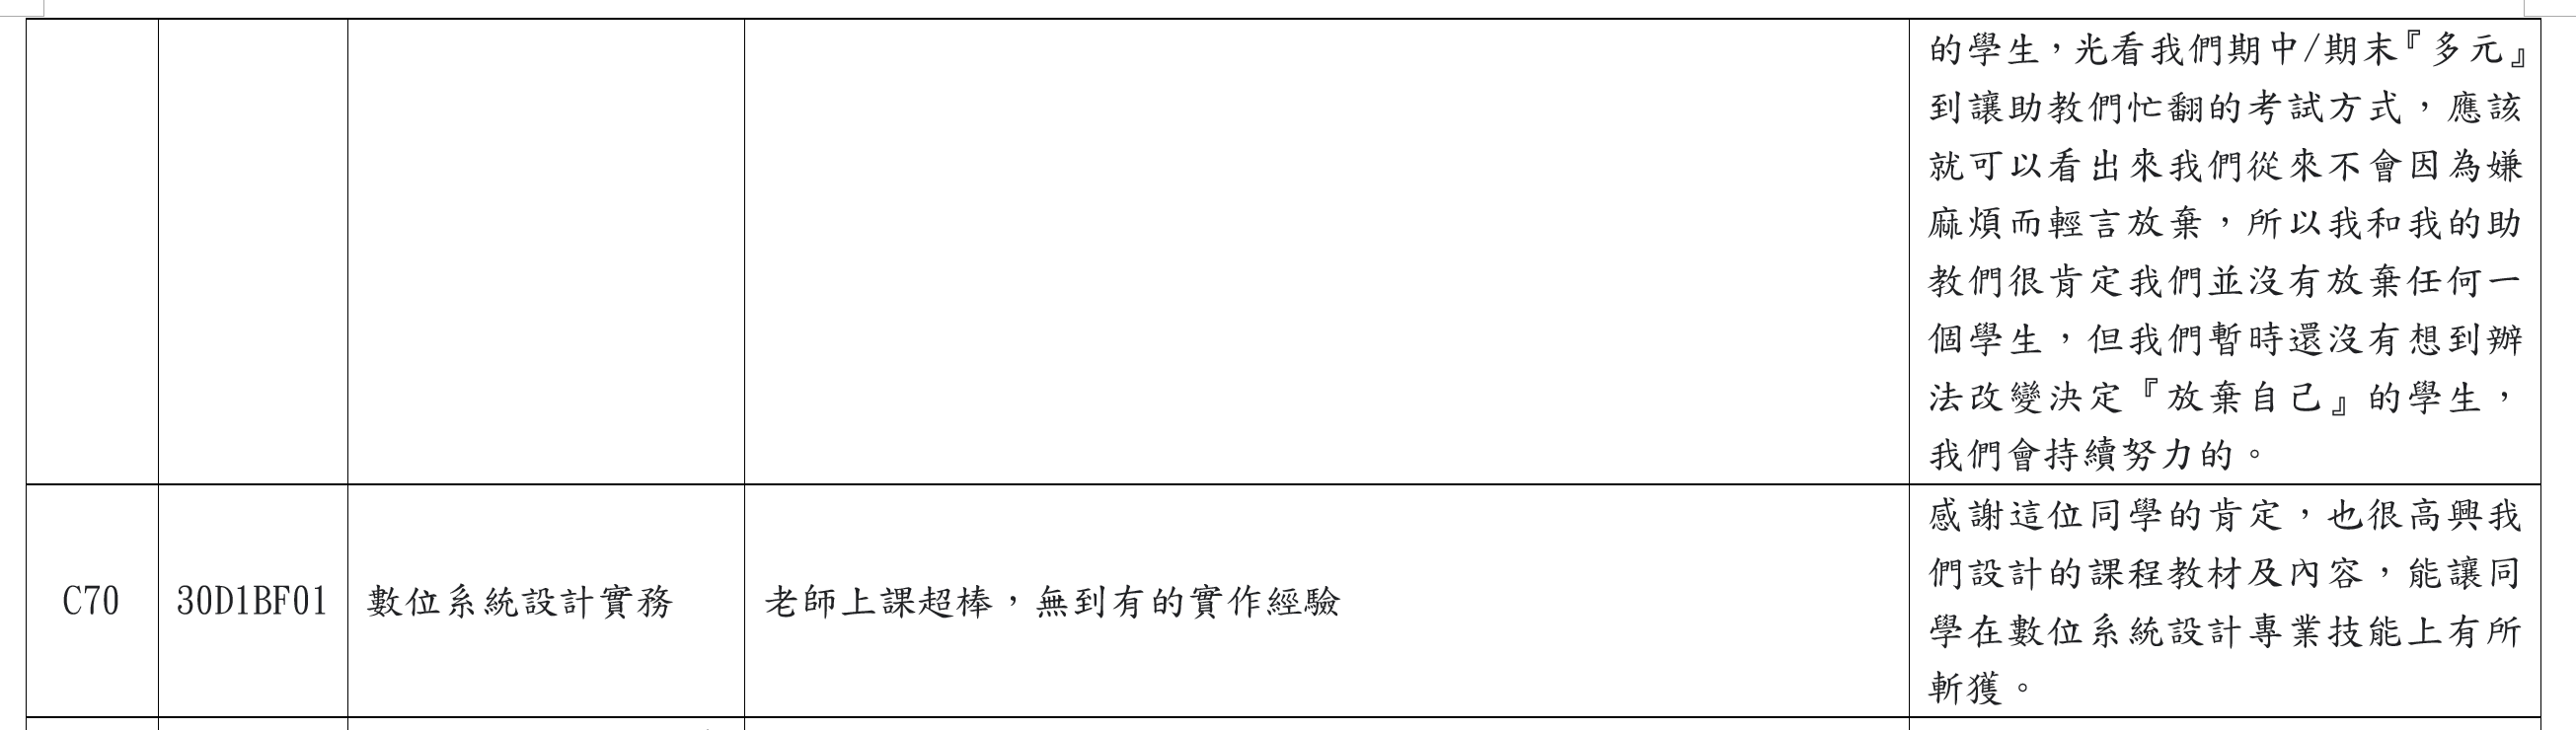 的學生，光看我們期中/期末『多元』
到讓助教們忙翻的考試方式，應該
就可以看出來我們從來不會因為嫌
麻煩而輕言放棄，所以我和我的助
教們很肯定我們並沒有放棄任何一
個學生，但我們暫時還沒有想到辦
法改變決定『放棄自己』的學生，
我們會持續努力的。
C70
30D1BF01
數位系統設計實務
老師上課超棒，無到有的實作經驗
感謝這位同學的肯定，也很高興我
們設計的課程教材及內容，能讓同
學在數位系統設計專業技能上有所
斬獲。